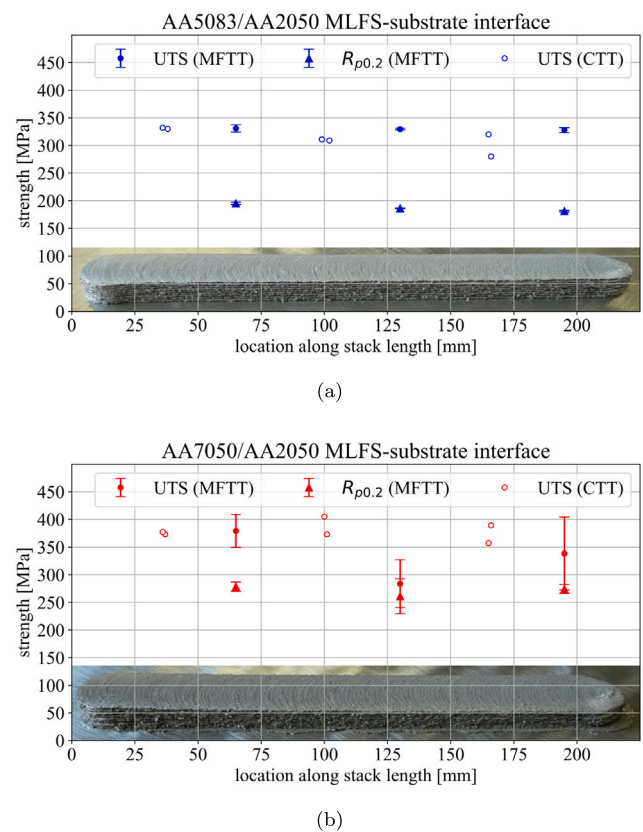 AA5083/AA2050 MLFS-substrate interface
UTS (MFTT) Rp0.2 (MFTT) UTS (CTT)
450
400
350
300
250
200
150
100
50
0
strength [MPa]
0 25 50 75 100 125 150 175 200
location along stack length [mm]
(a)
AA7050/AA2050 MLFS-substrate interface
UTS (MFTT) Rp0.2 (MFTT) UTS (CTT)
450
400
350
300
250
200
150
100
50
0
strength [MPa]
0 25 50 75 100 125 150 175 200
location along stack length [mm]
(b)